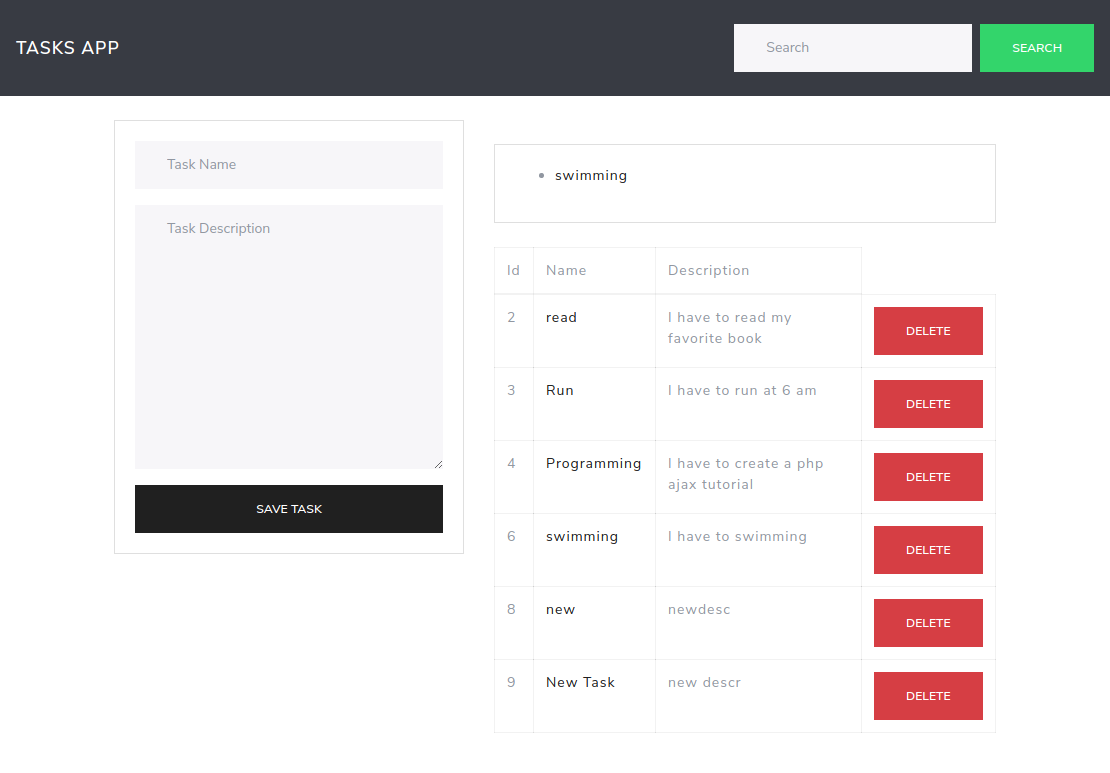 TASKS APP
Search
SEARCH
Task Name
Task Description
SAVE TASK
swimming
Id Name Description
2 read I have to read my
favorite book
DELETE
3 Run I have to run at 6 am DELETE
4 Programming I have to create a php
ajax tutorial
DELETE
6 swimming I have to swimming DELETE
8 new newdesc DELETE
9 New Task new descr DELETE